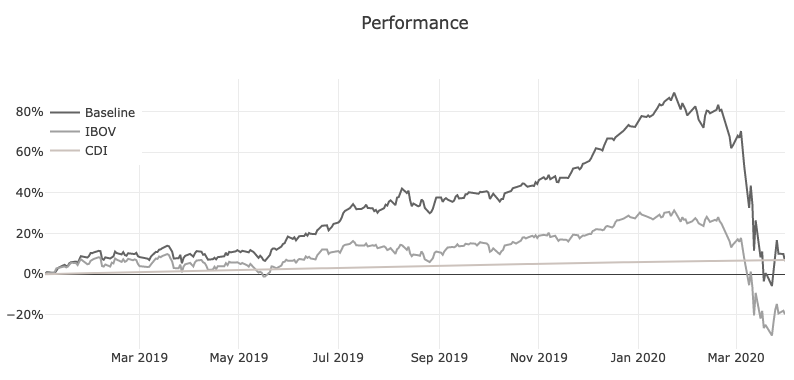 Performance
80%
60%
40%
20%
0%
−20%
Baseline
IBOV
CDI
Mar 2019 May 2019 Jul 2019 Sep 2019 Nov 2019 Jan 2020 Mar 2020